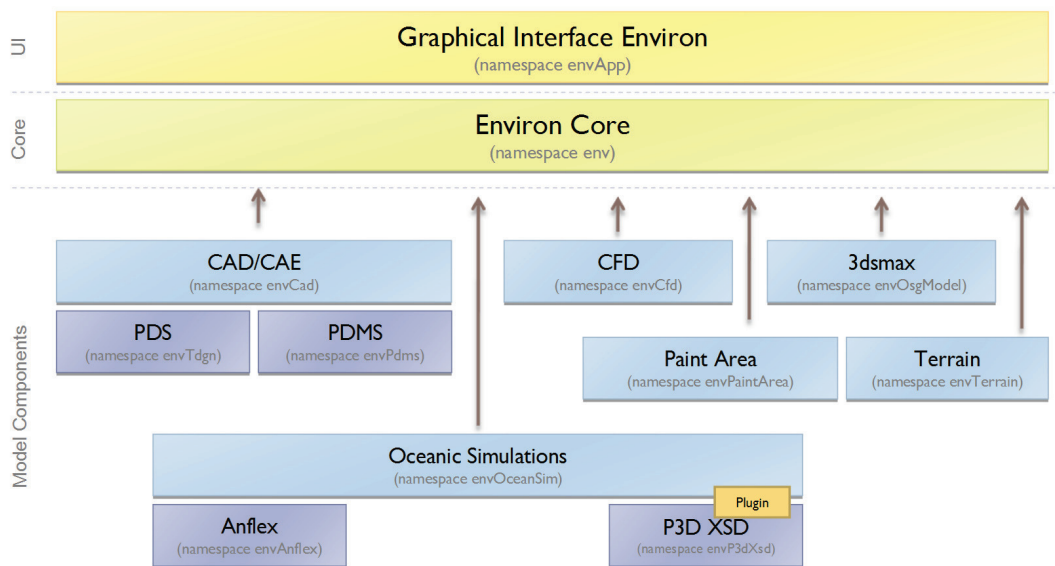 UI
Graphical Interface Environ
(namespace envApp)
Core
Environ Core
(namespace env)
Model Components
CAD/CAE
(namespace envCad)
CFD
(namespace envCfd)
3dsmax
(namespace envOsgModel)
PDS
(namespace envTdgn)
PDMS
(namespace envPdms)
Paint Area
(namespace envPaintArea)
Terrain
(namespace envTerrain)
Oceanic Simulations
(namespace envOceanSim)
Plugin
Anflex
(namespace envAnflex)
P3D XSD
(namespace envP3dXsd)